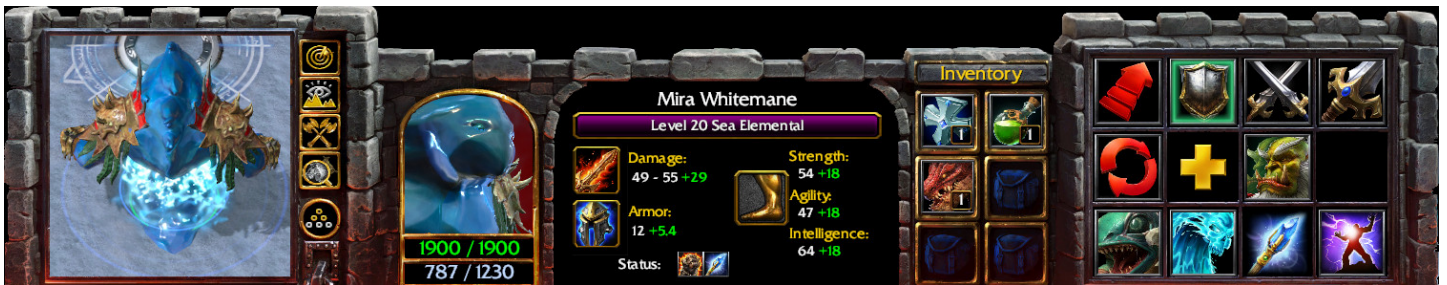 Mira Whitemane
Level 20 Sea Elemental
Damage:
49 - 55 +29
Armor:
12 +5.4
Status:
Strength:
54 +18
Agility:
47 +18
Intelligence:
64 +18
1900 / 1900
787 / 1230
Inventory
1
1
1